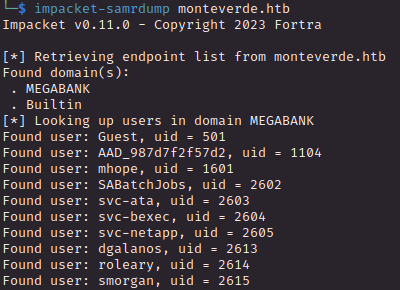 └─$ impacket-samrdump monteverde.htb
Impacket v0.11.0 - Copyright 2023 Fortra
[*] Retrieving endpoint list from monteverde.htb
Found domain(s):
 . MEGABANK
 . Builtin
[*] Looking up users in domain MEGABANK
Found user: Guest, uid = 501
Found user: AAD_987d7f2f57d2, uid = 1104
Found user: mhope, uid = 1601
Found user: SABatchJobs, uid = 2602
Found user: svc-ata, uid = 2603
Found user: svc-bexec, uid = 2604
Found user: svc-netapp, uid = 2605
Found user: dgalanos, uid = 2613
Found user: roleary, uid = 2614
Found user: smorgan, uid = 2615